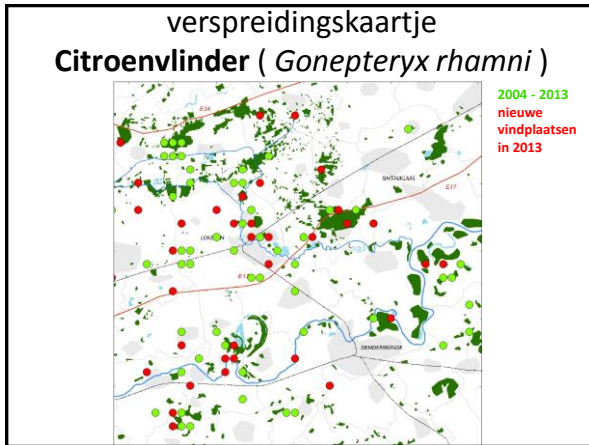 verspreidingskaartje
Citroenvlinder ( Gonepteryx rhamni )
2004 - 2013
nieuwe
vindplaatsen
in 2013
E34
SINT-NIKLAAS
E17
LOKEREN
E17
DENDERMONDE